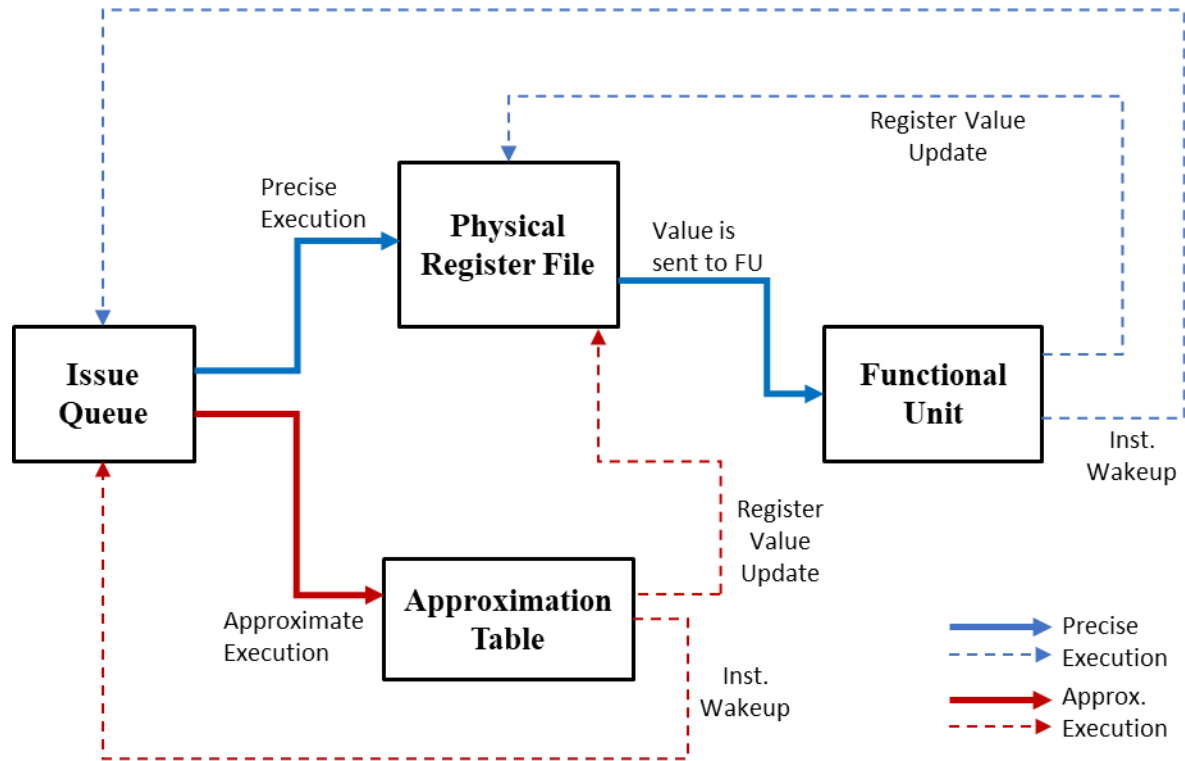 Register Value
Update
Precise
Execution
Physical
Register File
Value is
sent to FU
Issue
Queue
Functional
Unit
Inst.
Wakeup
Register
Value
Update
Approximation
Table
Approximate
Execution
Inst.
Wakeup
Precise
Execution
Approx.
Execution